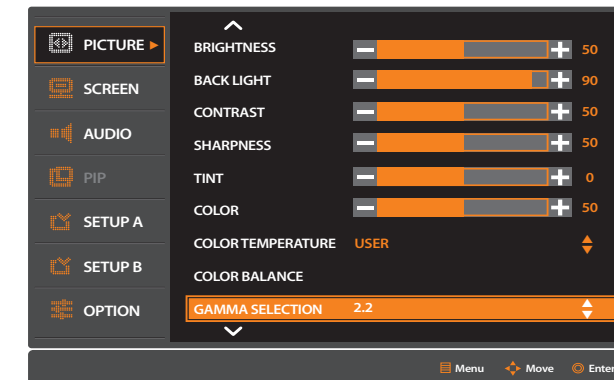 PICTURE
SCREEN
AUDIO
PIP
SETUP A
SETUP B
OPTION
BRIGHTNESS 50
BACK LIGHT 90
CONTRAST 50
SHARPNESS 50
TINT 0
COLOR 50
COLOR TEMPERATURE USER
COLOR BALANCE
GAMMA SELECTION 2.2
Menu Move Enter